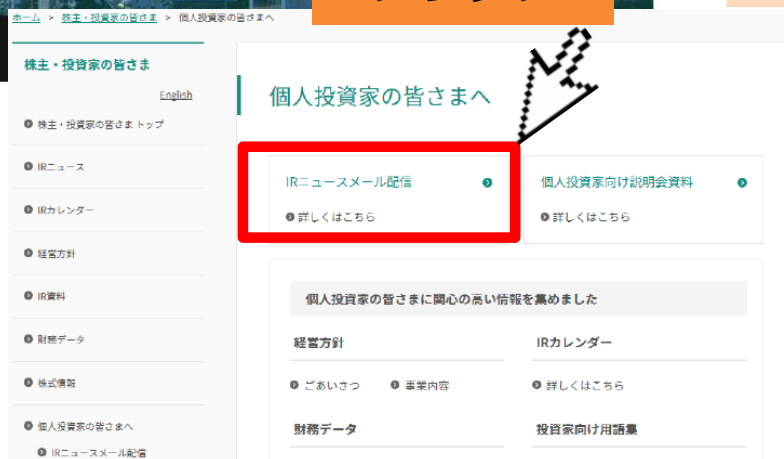 ホーム > 株主・投資家の皆さま > 個人投資家の皆さまへ
株主・投資家の皆さま
English
株主・投資家の皆さま トップ
IRニュース
IRカレンダー
経営方針
IR資料
財務データ
株式情報
個人投資家の皆さまへ
IRニュースメール配信
個人投資家の皆さまへ
IRニュースメール配信
詳しくはこちら
個人投資家向け説明会資料
詳しくはこちら
個人投資家の皆さまに関心の高い情報を集めました
経営方針
ごあいさつ 事業内容
IRカレンダー
詳しくはこちら
財務データ
投資家向け用語集